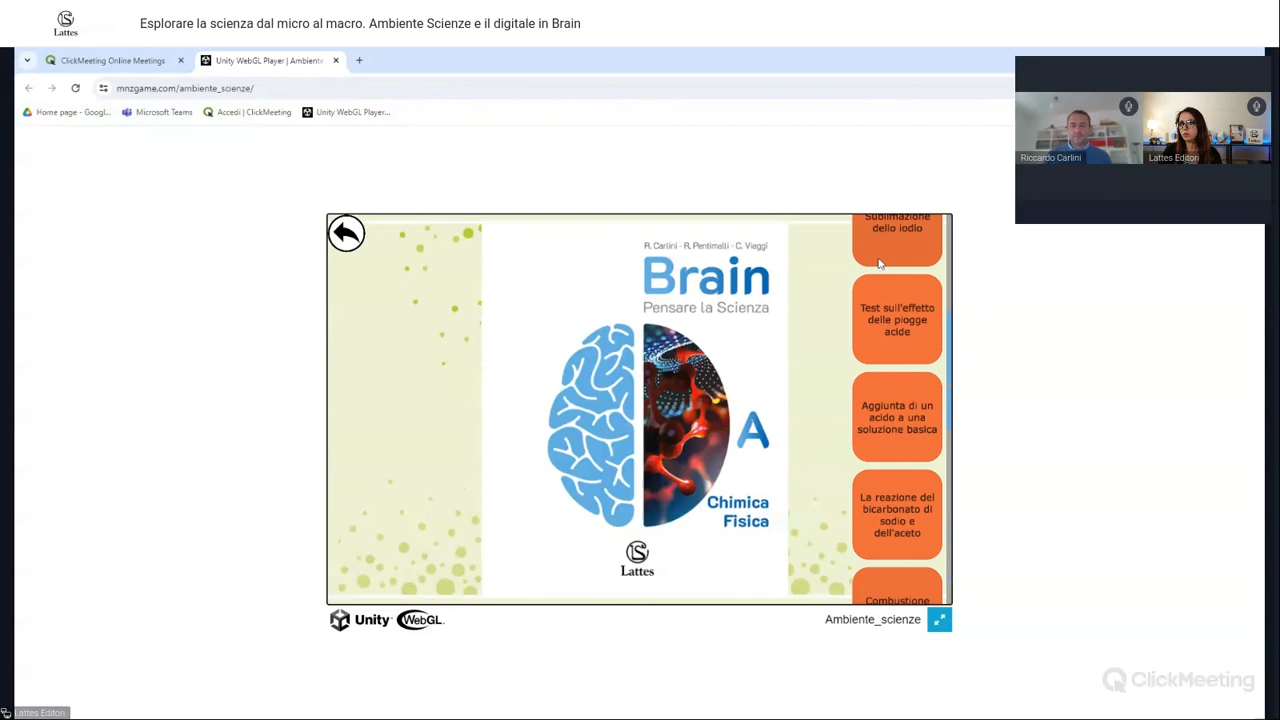 Lattes
Esplorare la scienza dal micro al macro. Ambiente Scienze e il digitale in Brain
ClickMeeting Online Meetings
Unity WebGL Player | Ambiente
mnzgame.com/ambiente_scienze/
Home page - Googl...
Microsoft Teams
Accedi | ClickMeeting
Unity WebGL Player...
Riccardo Carlini
Lattes Editori
R. Carlini - R. Pentimalli - C. Vieggi
Brain
Pensare la Scienza
A
Chimica
Fisica
Lattes
Sublimazione
dello iodio
Test sull'effetto
delle piogge
acide
Aggiunta di un
acido a una
soluzione basica
La reazione del
bicarbonato di
sodio e
dell'aceto
Combustione
Unity WebGL.
Ambiente_scienze
ClickMeeting
Lattes Editori